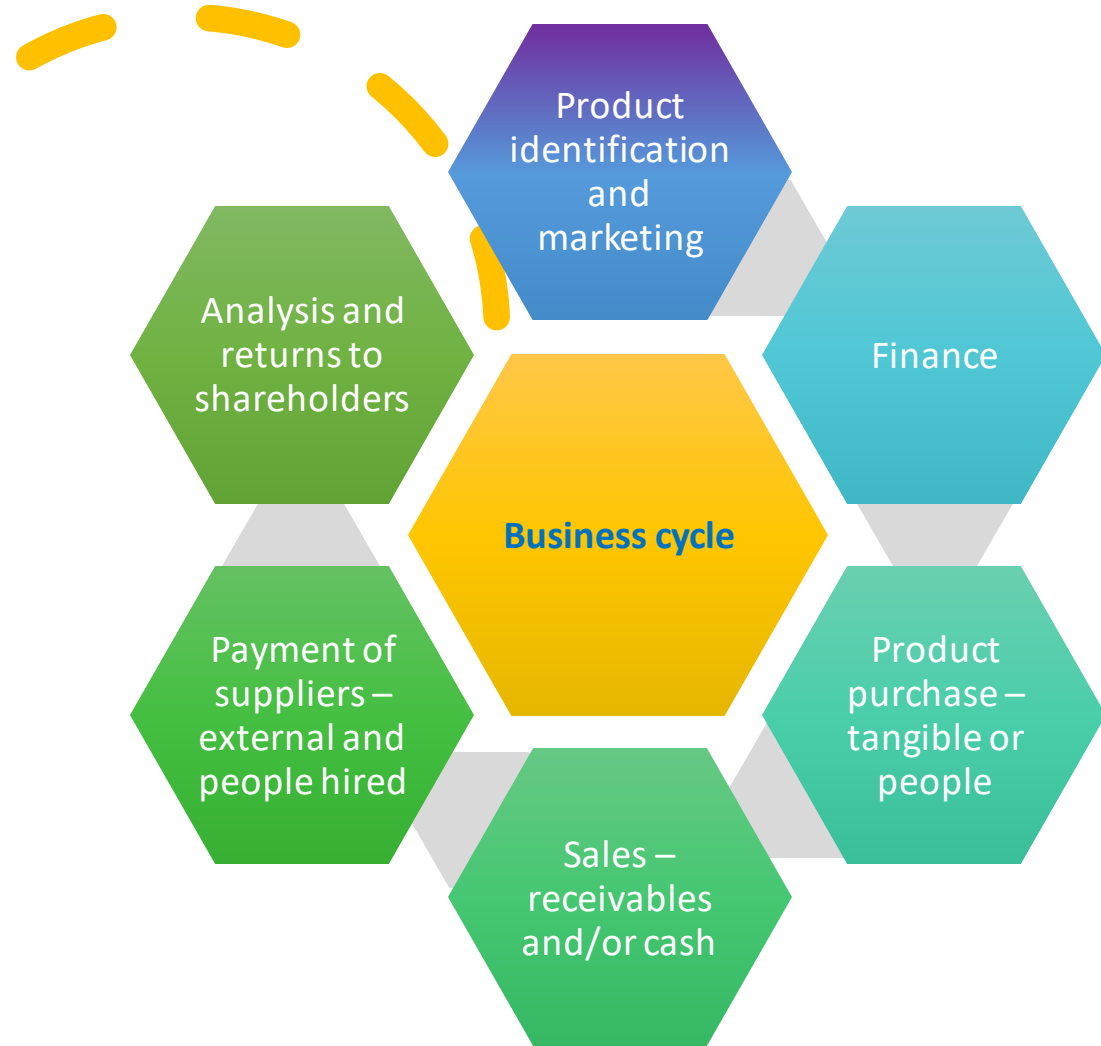 Product
identification
and
marketing
Finance
Product
purchase –
tangible or
people
Sales –
receivables
and/or cash
Payment of
suppliers –
external and
people hired
Analysis and
returns to
shareholders
Business cycle